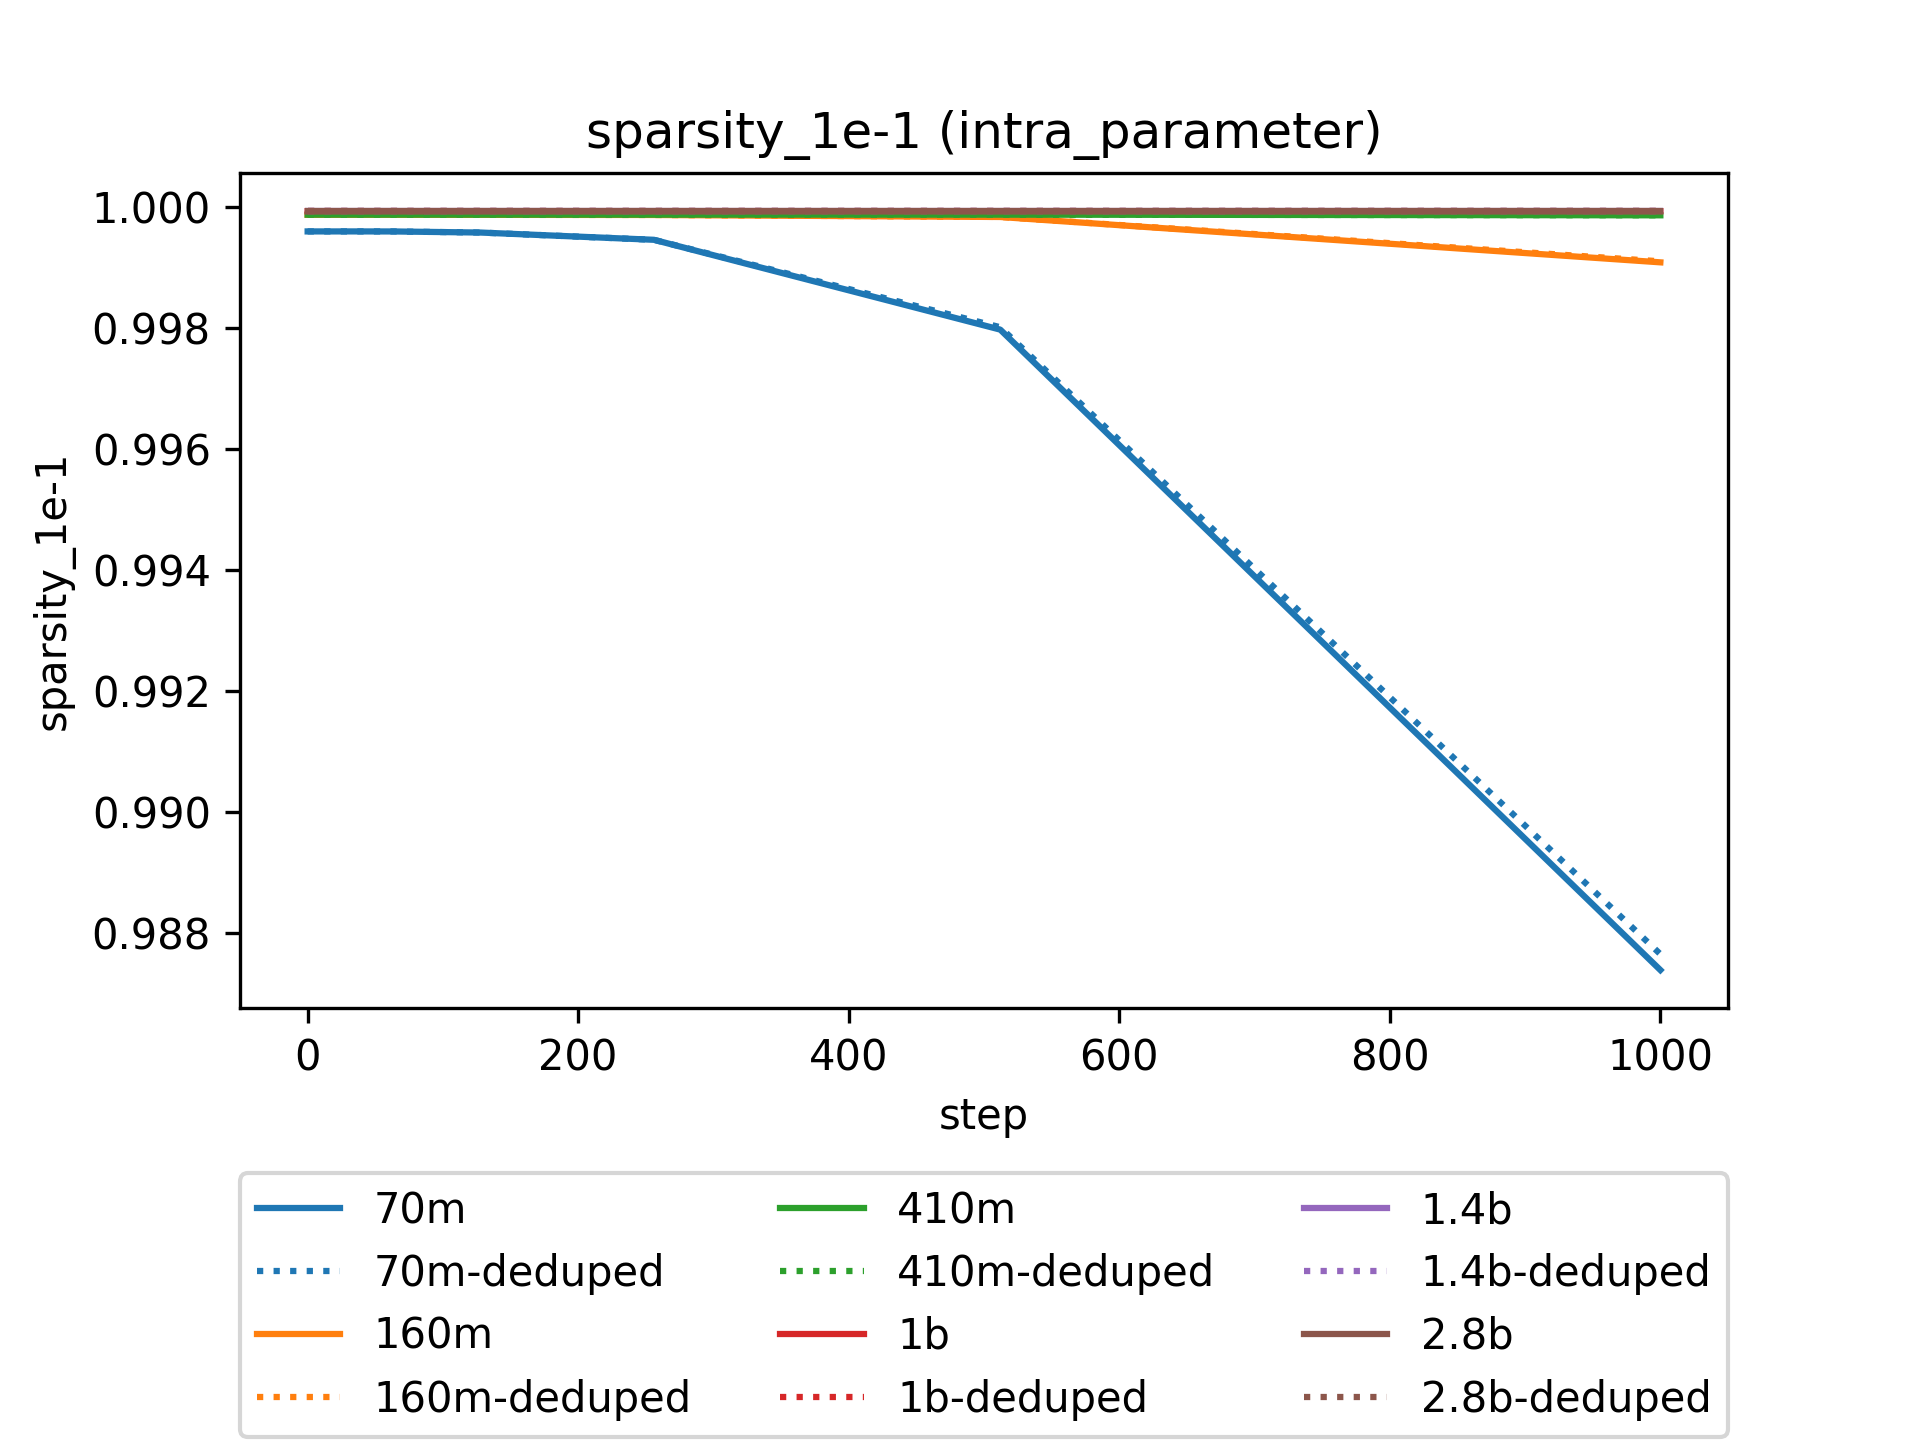 sparsity_1e-1 (intra_parameter)
sparsity_1e-1
1.000
0.998
0.996
0.994
0.992
0.990
0.988
0 200 400 600 800 1000
step
70m 410m 1.4b
70m-deduped 410m-deduped 1.4b-deduped
160m 1b 2.8b
160m-deduped 1b-deduped 2.8b-deduped